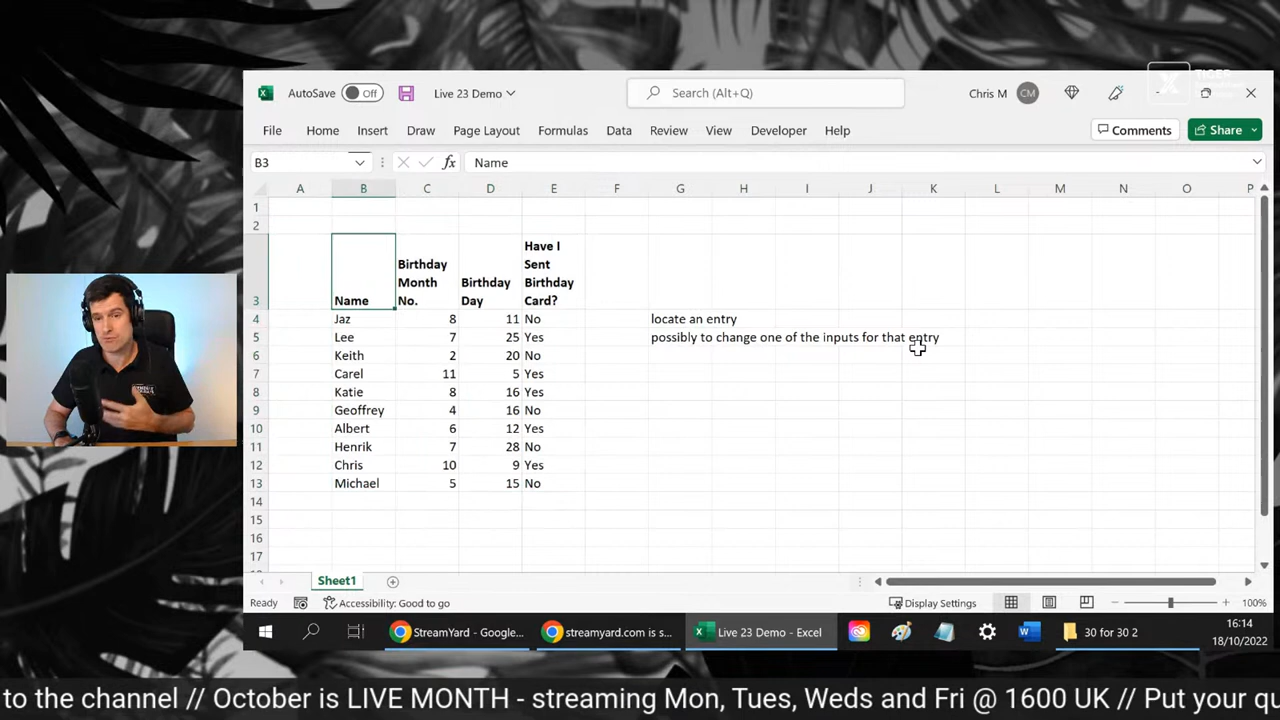 TIGER
AutoSave Off Live 23 Demo Search (Alt+Q) Chris M CM
File Home Insert Draw Page Layout Formulas Data Review View Developer Help Comments Share
B3 fx Name
A B C D E F G H I J K L M N O P
1
2
3 Name Birthday Month No. Birthday Day Have I Sent Birthday Card?
4 Jaz 8 11 No locate an entry
5 Lee 7 25 Yes possibly to change one of the inputs for that entry
6 Keith 2 20 No
7 Carel 11 5 Yes
8 Katie 8 16 Yes
9 Geoffrey 4 16 No
10 Albert 6 12 Yes
11 Henrik 7 28 No
12 Chris 10 9 Yes
13 Michael 5 15 No
14
15
16
17
Sheet1
Ready Accessibility: Good to go Display Settings 100%
StreamYard - Google... streamyard.com is s... Live 23 Demo - Excel 30 for 30 2 16:14
18/10/2022
to the channel // October is LIVE MONTH - streaming Mon, Tues, Weds and Fri @ 1600 UK // Put your qu